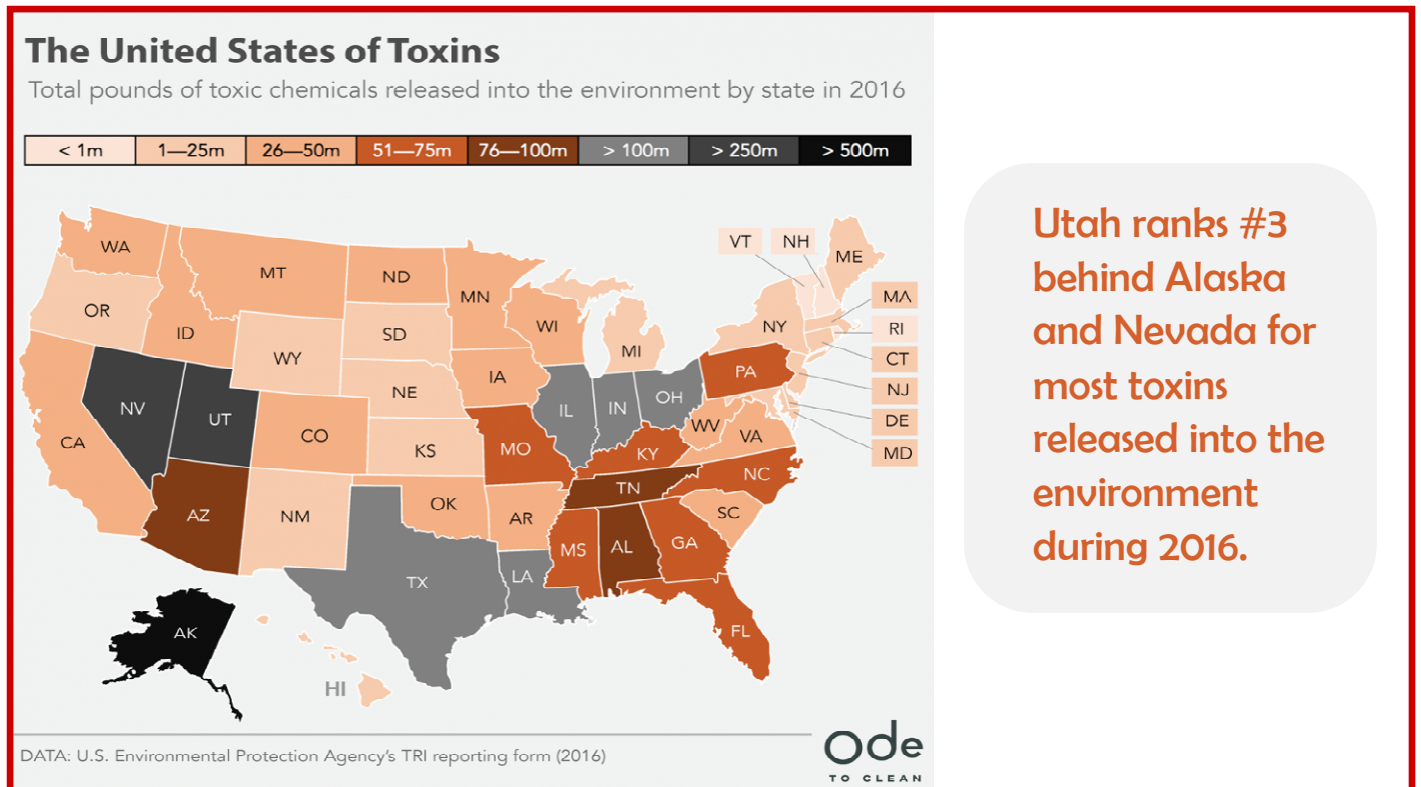 The United States of Toxins
Total pounds of toxic chemicals released into the environment by state in 2016
< 1m 1—25m 26—50m 51—75m 76—100m > 100m > 250m > 500m
WA
MT
ND
MN
OR
ID
SD
WI
WY
MI
NY
VT
NH
ME
MA
RI
CT
NJ
DE
MD
NV
UT
CA
CO
NE
IA
KS
MO
IL
IN
OH
PA
WV
VA
KY
NC
TN
AZ
NM
OK
AR
SC
MS
AL
GA
TX
LA
FL
AK
HI
DATA: U.S. Environmental Protection Agency's TRI reporting form (2016)
Ode
TO CLEAN
Utah ranks #3
behind Alaska
and Nevada for
most toxins
released into the
environment
during 2016.